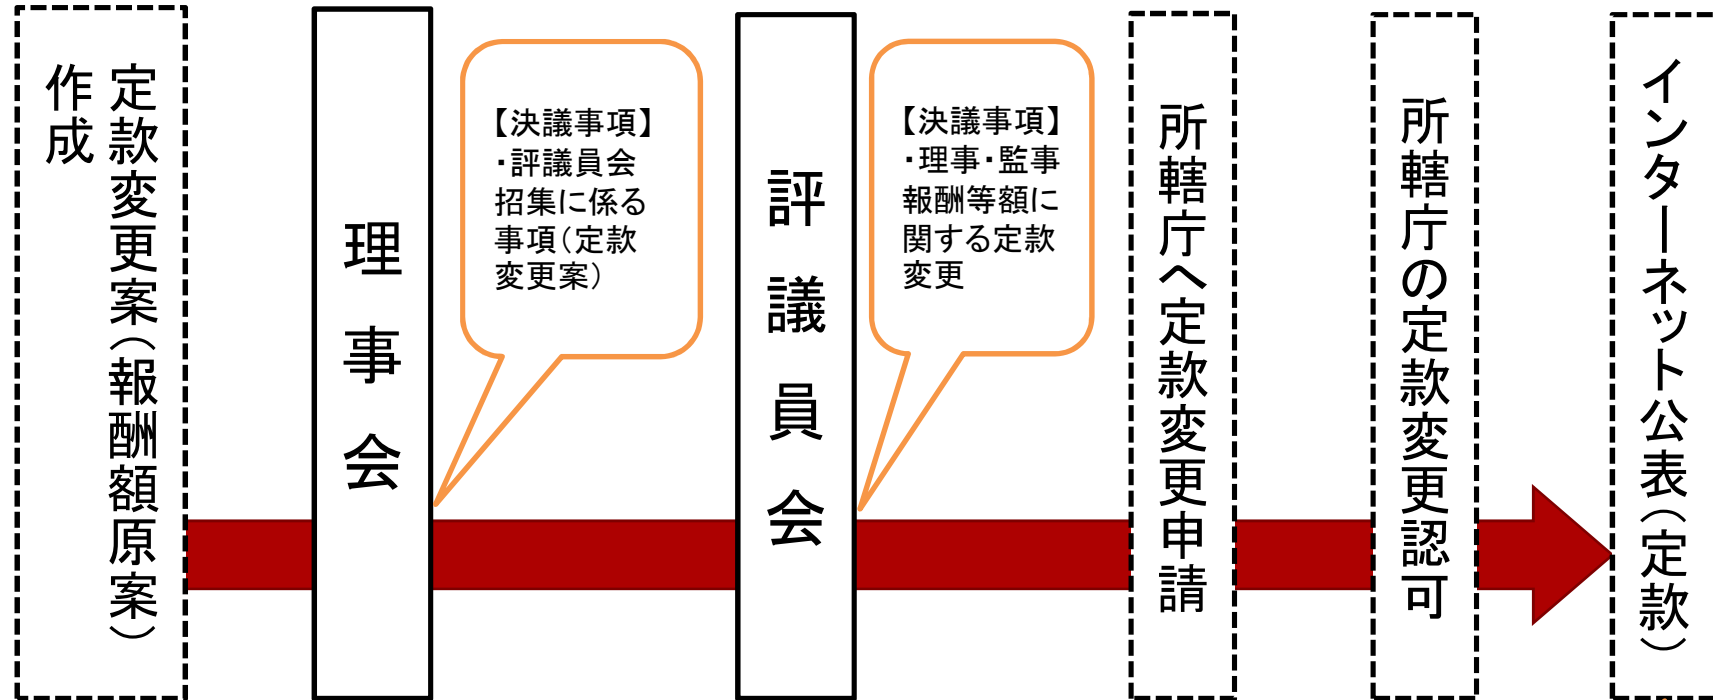 定款変更案（報酬額原案）
作成
理事会
【決議事項】
・評議員会
招集に係る
事項（定款
変更案）
評議員会
【決議事項】
・理事・監事
報酬等額に
関する定款
変更
所轄庁へ定款変更申請
所轄庁の定款変更認可
インターネット公表（定款）